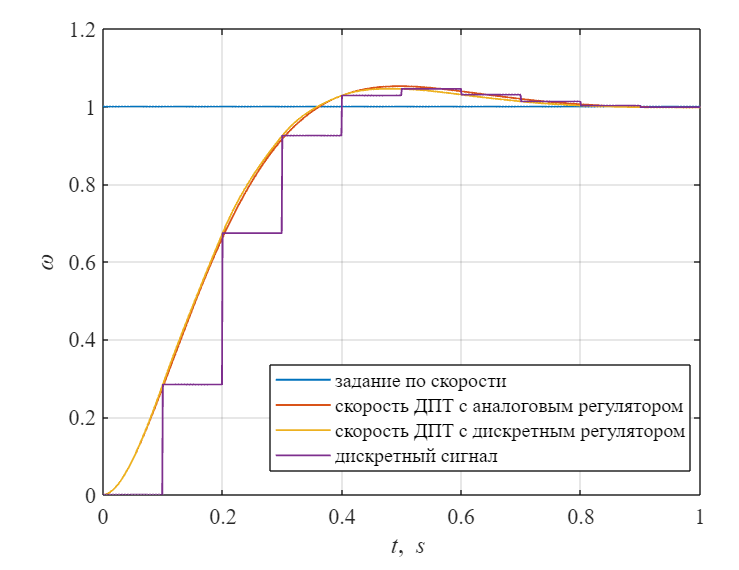 1.2
1
0.8
0.6
0.4
0.2
0
ω
задание по скорости
скорость ДПТ с аналоговым регулятором
скорость ДПТ с дискретным регулятором
дискретный сигнал
0 0.2 0.4 0.6 0.8 1
t, s